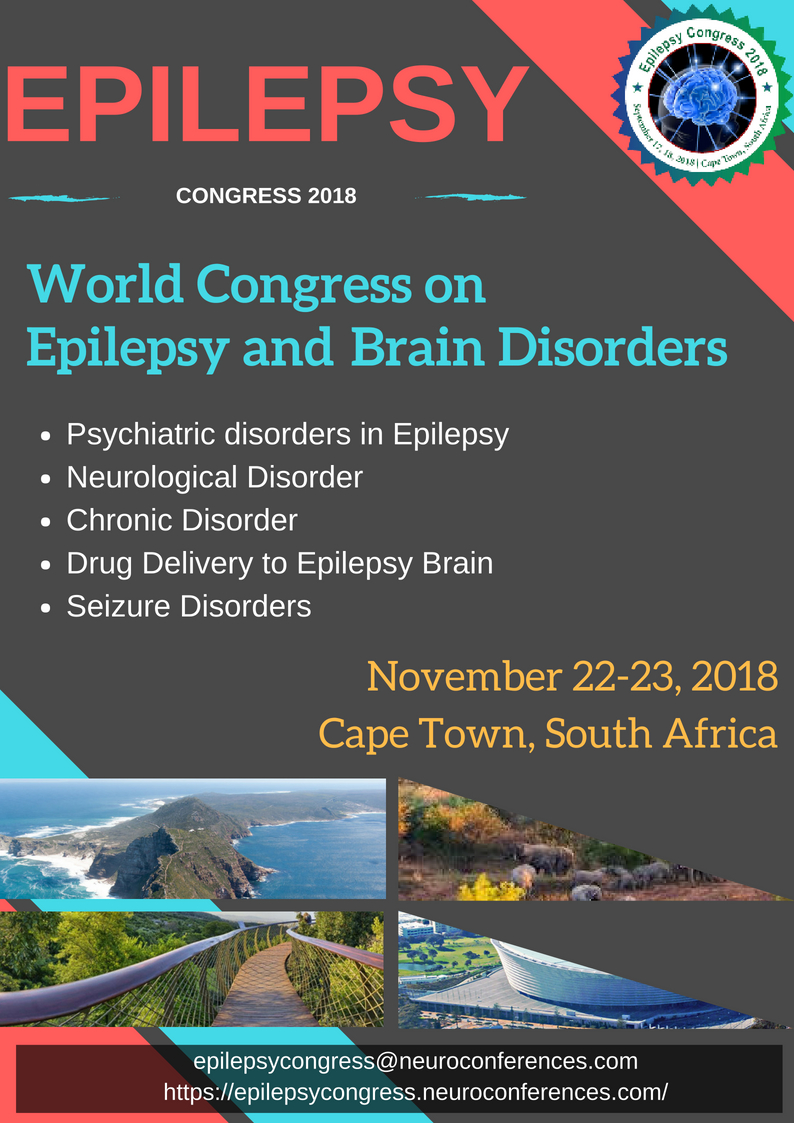 EPILEPSY
Epilepsy Congress 2018
September 17, 18, 2018 | Cape Town, South Africa
CONGRESS 2018
World Congress on
Epilepsy and Brain Disorders
Psychiatric disorders in Epilepsy
Neurological Disorder
Chronic Disorder
Drug Delivery to Epilepsy Brain
Seizure Disorders
November 22-23, 2018
Cape Town, South Africa
epilepsycongress@neuroconferences.com
https://epilepsycongress.neuroconferences.com/